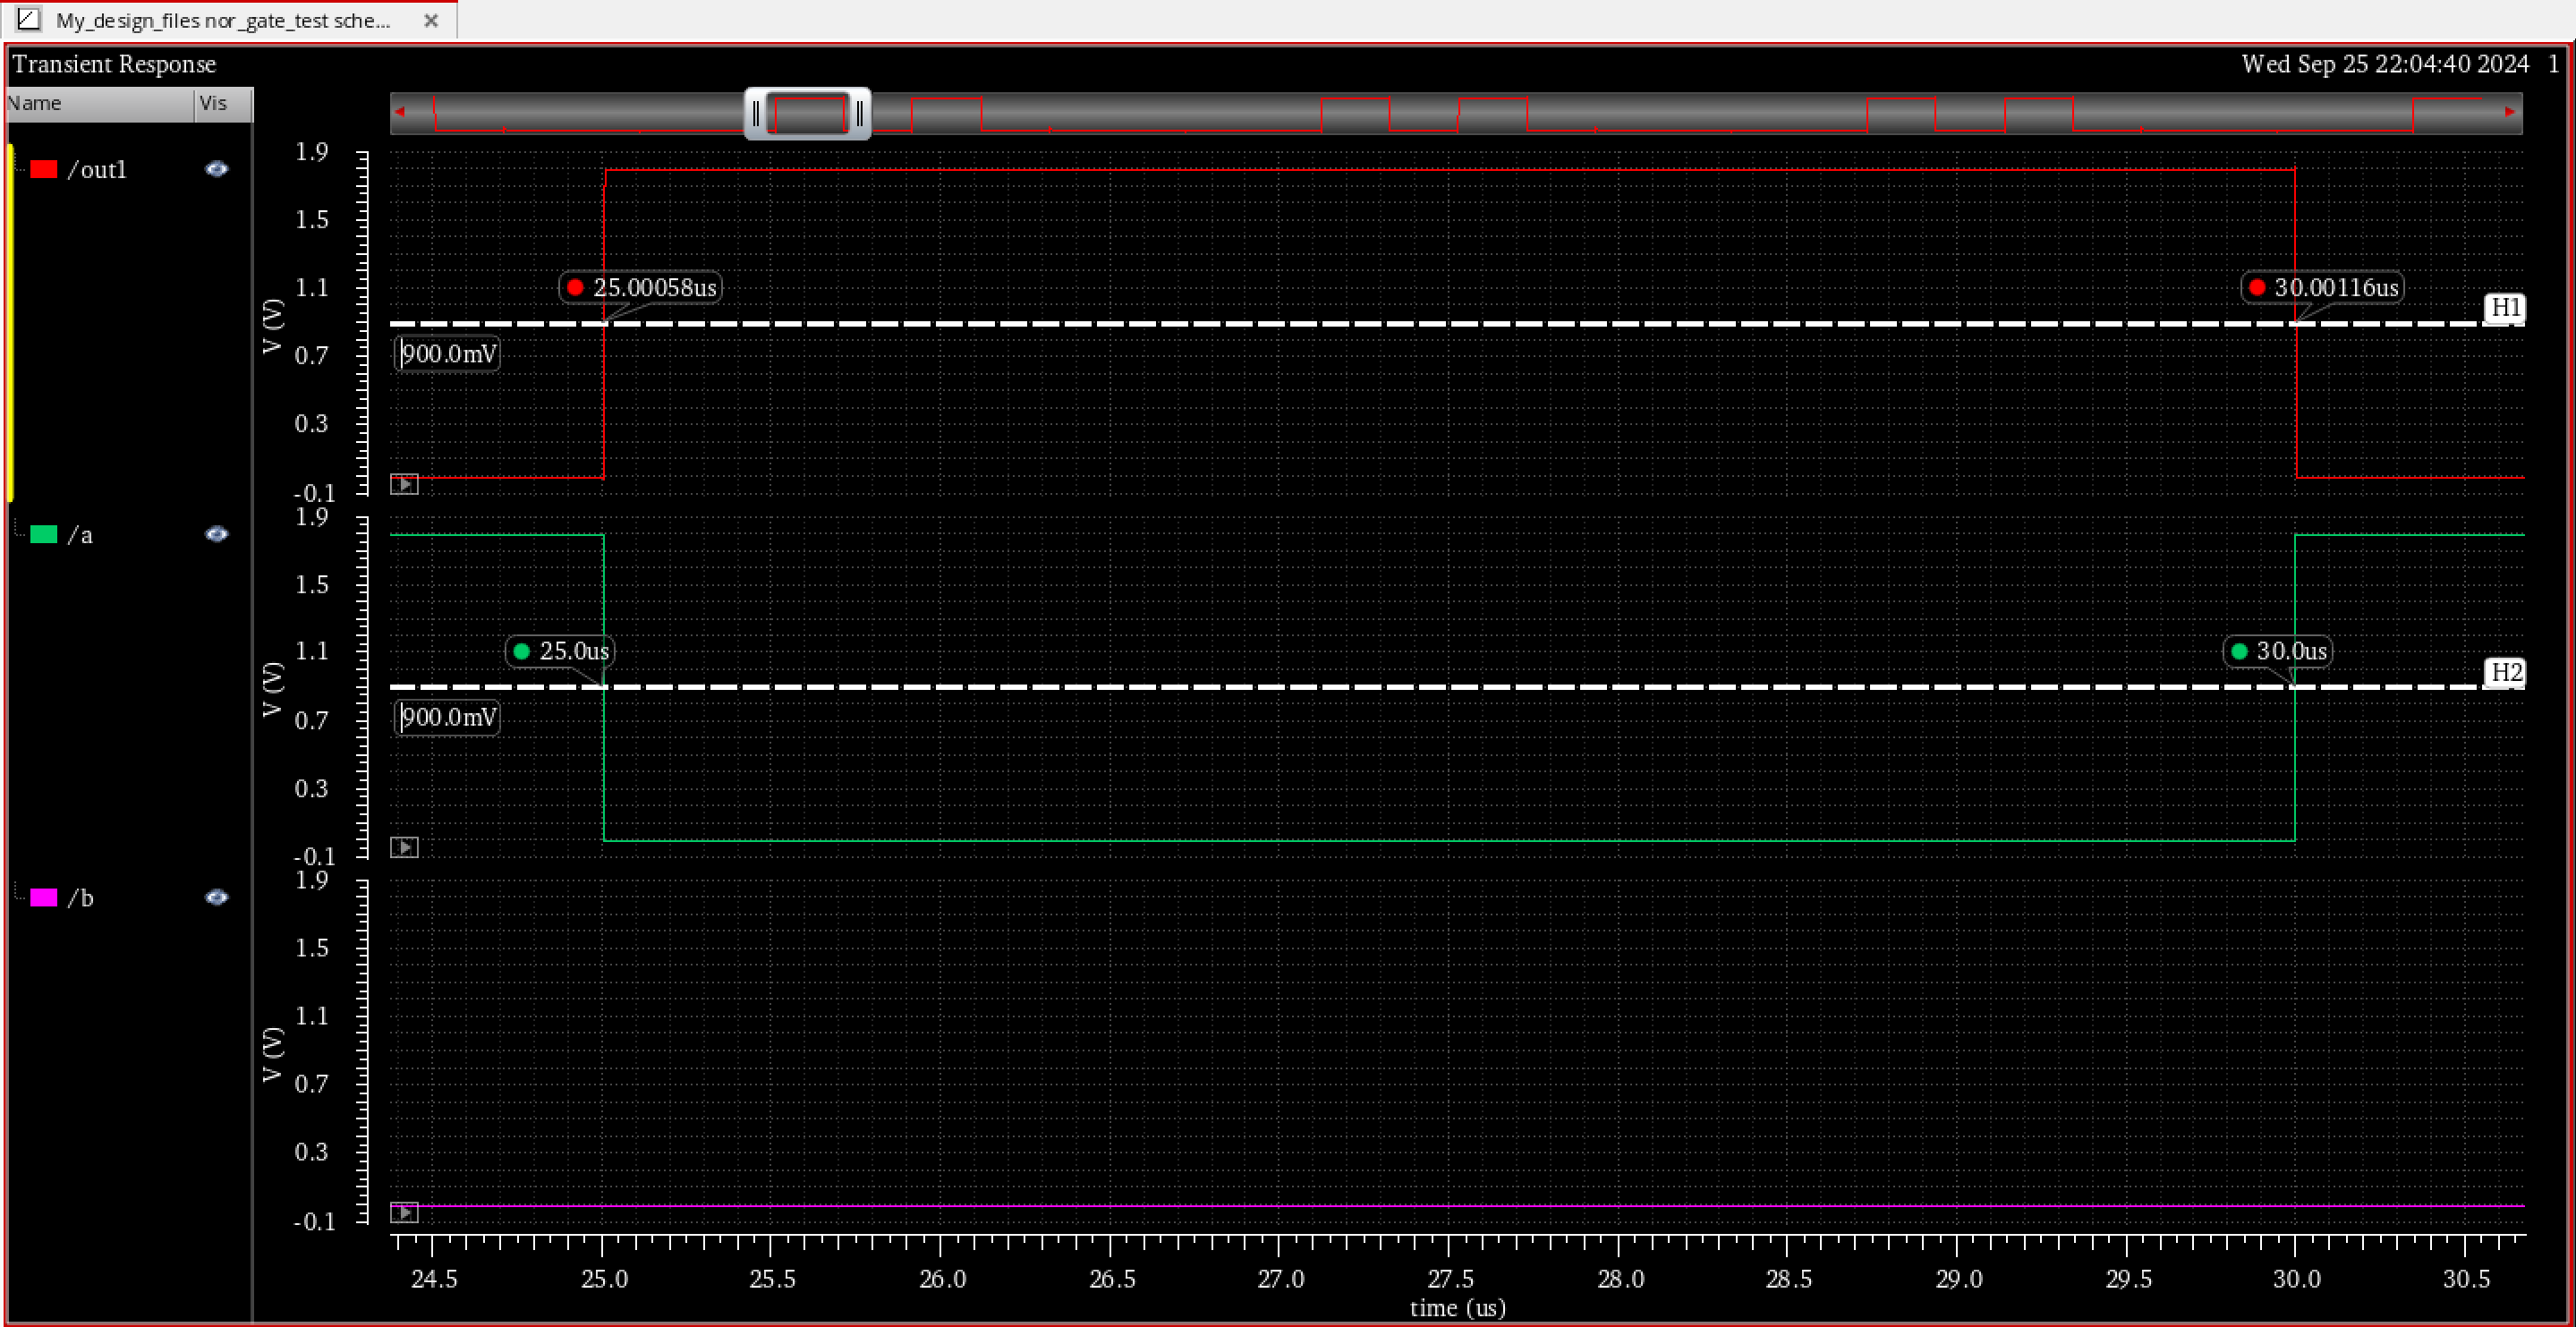 My_design_files nor_gate_test sche...
Transient Response
Wed Sep 25 22:04:40 2024 1
Name Vis
/out1
1.9
1.5
1.1
0.7
0.3
-0.1
V (V)
25.00058us
30.00116us
H1
900.0mV
/a
1.9
1.5
1.1
0.7
0.3
-0.1
V (V)
25.0us
30.0us
H2
900.0mV
/b
1.9
1.5
1.1
0.7
0.3
-0.1
V (V)
24.5 25.0 25.5 26.0 26.5 27.0 27.5 28.0 28.5 29.0 29.5 30.0 30.5
time (us)